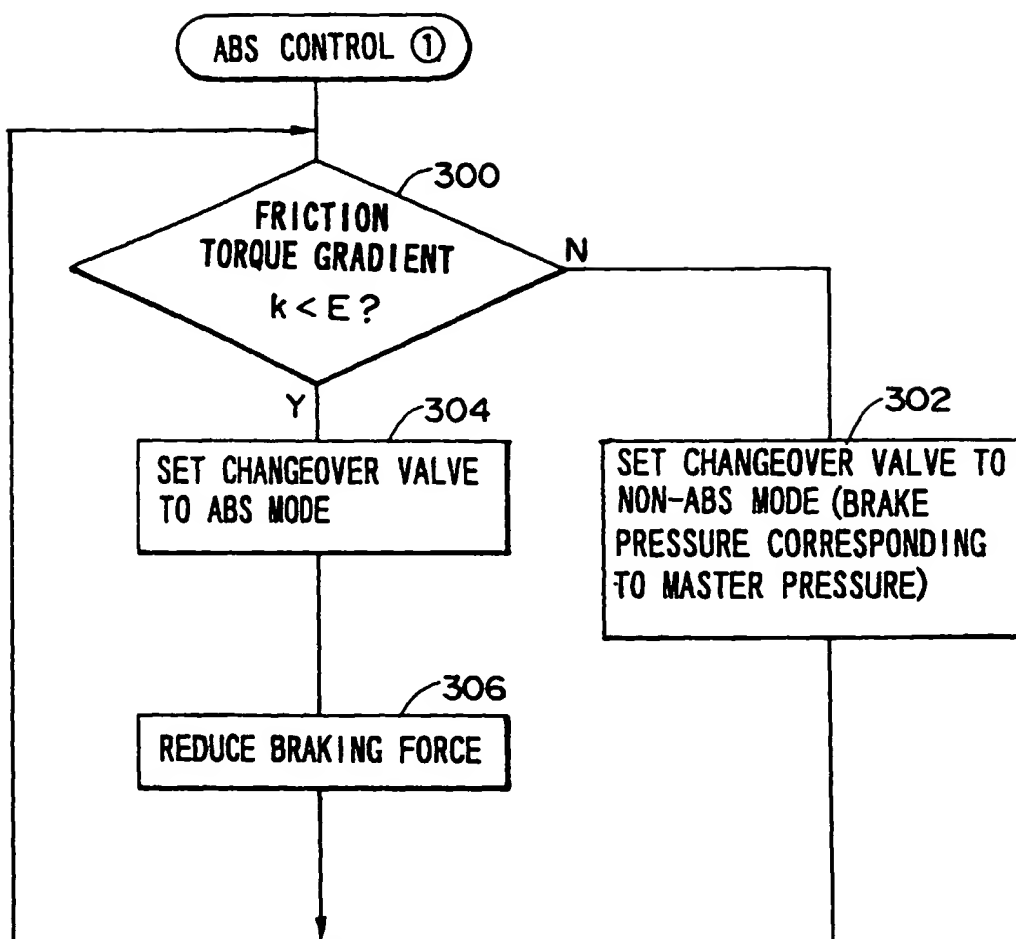 ABS CONTROL ①
300
FRICTION
TORQUE GRADIENT
k < E ?
N
Y
304
SET CHANGEOVER VALVE
TO ABS MODE
302
SET CHANGEOVER VALVE TO
NON-ABS MODE (BRAKE
PRESSURE CORRESPONDING
TO MASTER PRESSURE)
306
REDUCE BRAKING FORCE